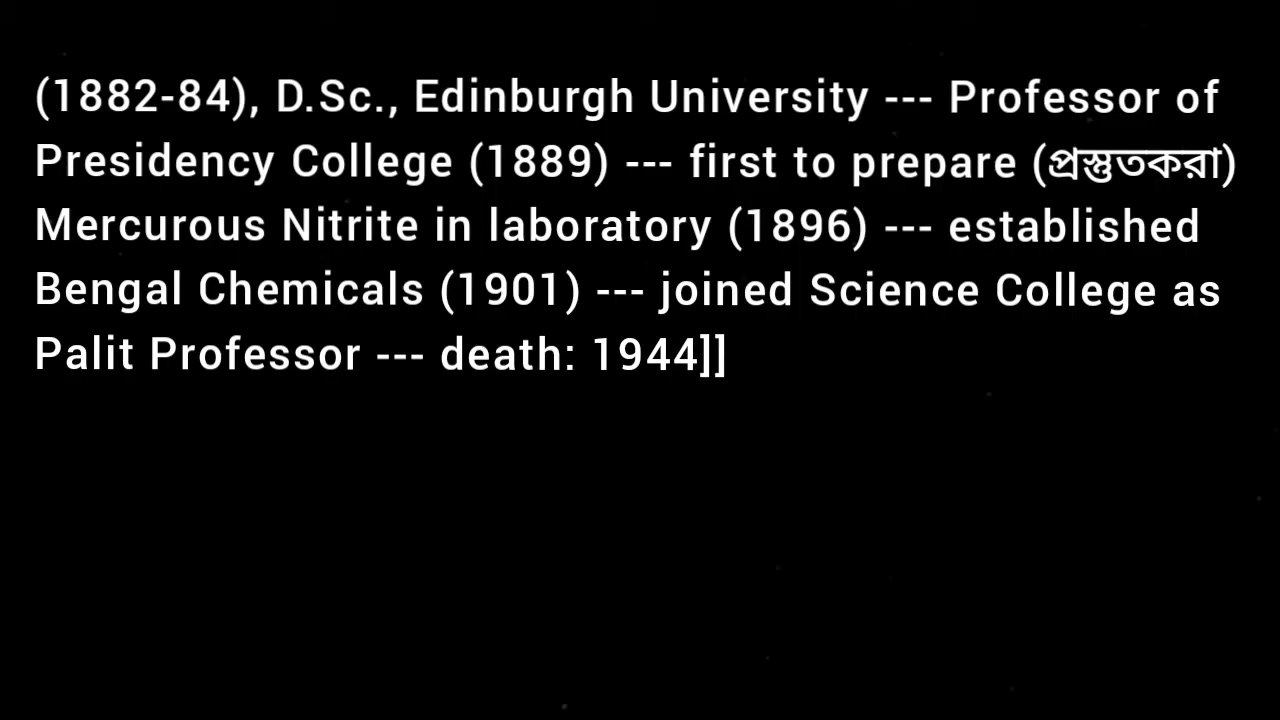 (1882-84), D.Sc., Edinburgh University --- Professor of
Presidency College (1889) --- first to prepare (প্রস্তুতকরা)
Mercurous Nitrite in laboratory (1896) --- established
Bengal Chemicals (1901) --- joined Science College as
Palit Professor --- death: 1944]]